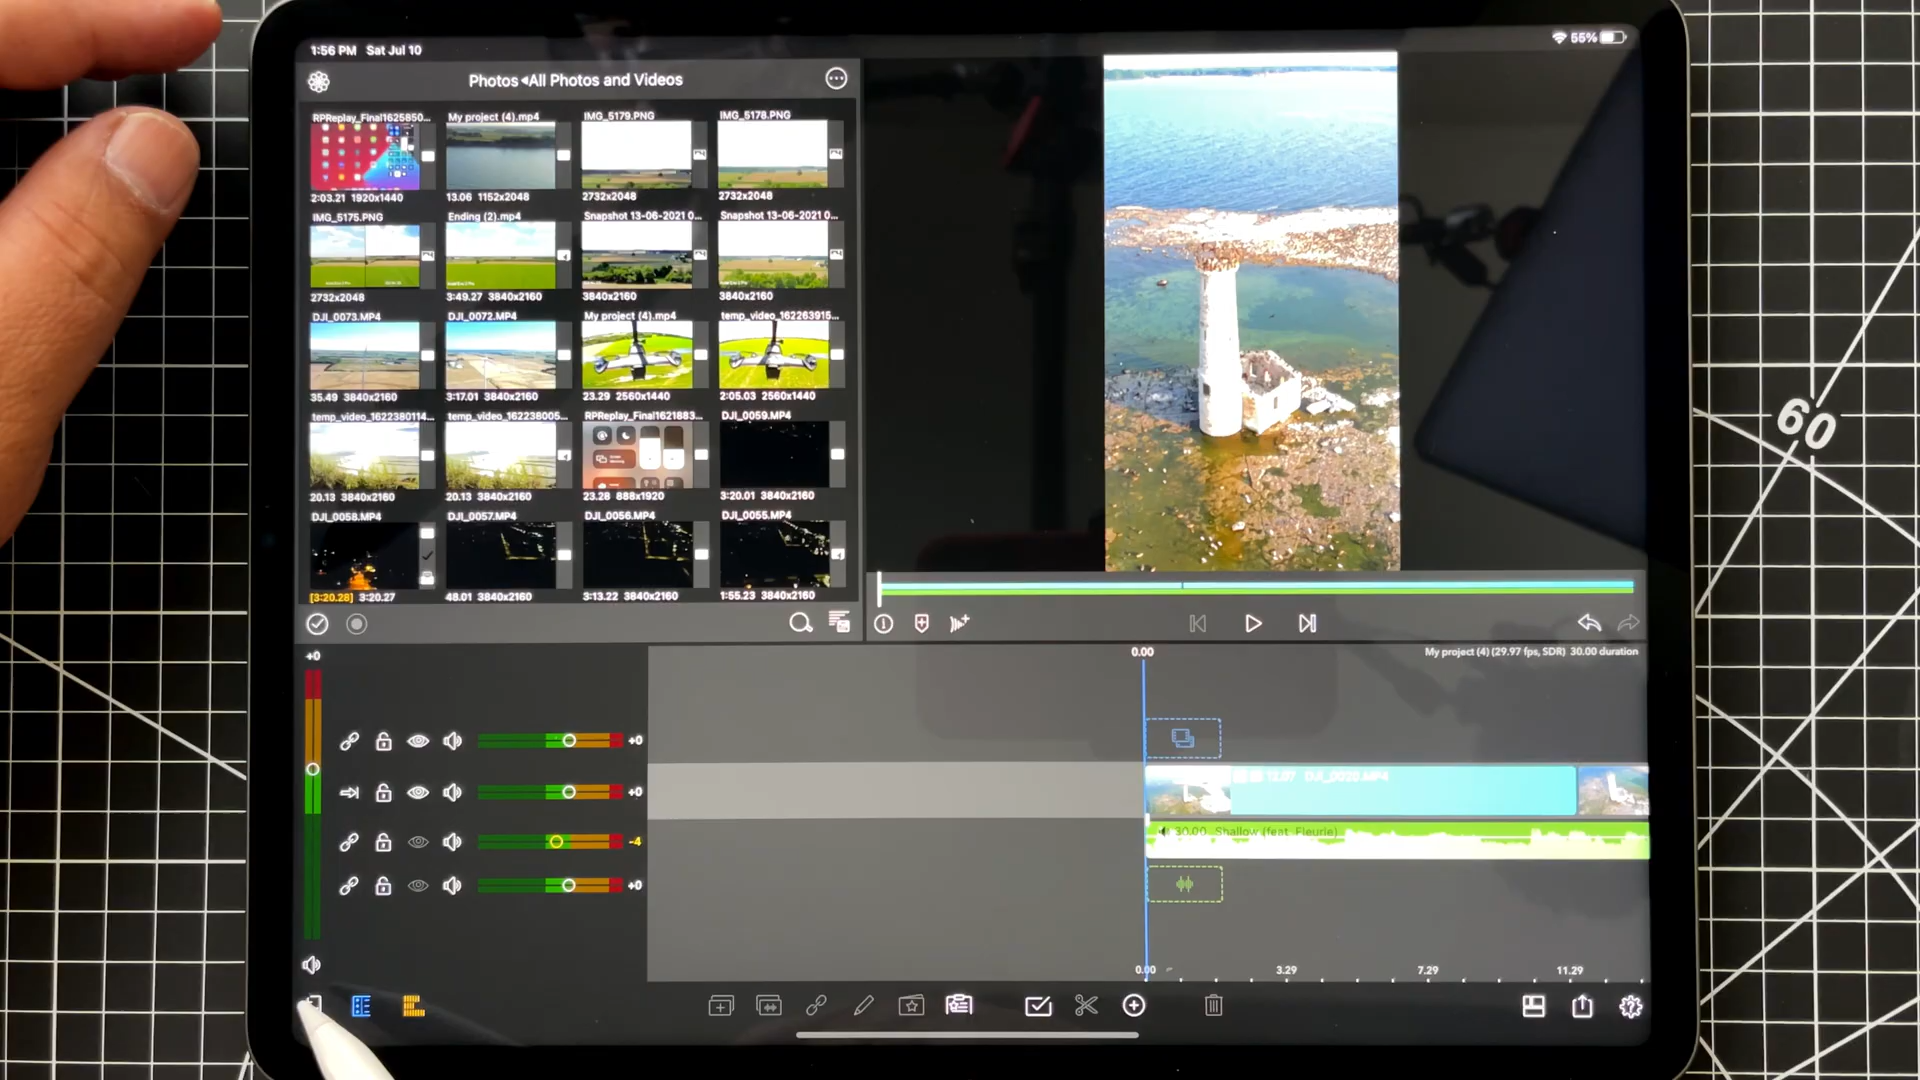 1:56 PM Sat Jul 10
55%
Photos◂All Photos and Videos
RPReplay_Final1625850...
My project (4).mp4
IMG_5179.PNG
IMG_5178.PNG
2:03.21 1920x1440
13.06 1152x2048
2732x2048
2732x2048
IMG_5175.PNG
Ending (2).mp4
Snapshot 13-06-2021 0...
Snapshot 13-06-2021 0...
2732x2048
3:49.27 3840x2160
3840x2160
3840x2160
DJI_0073.MP4
DJI_0072.MP4
My project (4).mp4
temp_video_162263915...
35.49 3840x2160
3:17.01 3840x2160
23.29 2560x1440
2:05.03 2560x1440
temp_video_1622380114...
temp_video_162238005...
RPReplay_Final1621883...
DJI_0059.MP4
20.13 3840x2160
20.13 3840x2160
23.28 888x1920
3:20.01 3840x2160
DJI_0058.MP4
DJI_0057.MP4
DJI_0056.MP4
DJI_0055.MP4
[3:20.28] 3:20.27
48.01 3840x2160
3:13.22 3840x2160
1:55.23 3840x2160
+0
0.00
My project (4) (29.97 fps, SDR) 30.00 duration
+0
+0
12.07 DJI_0020.MP4
-4
30.00 Shallow (feat. Fleurie)
+0
0.00
3.29
7.29
11.29
60